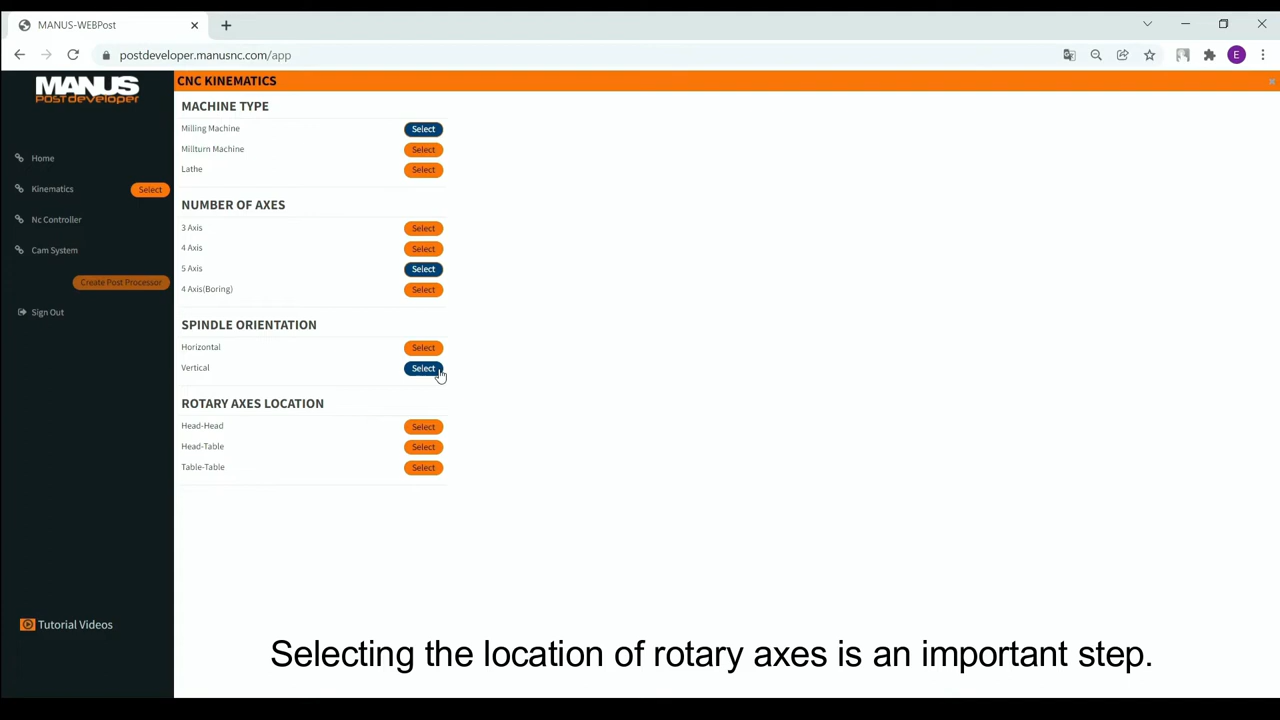 MANUS-WEBPost
postdeveloper.manusnc.com/app
E
MANUS
postdeveloper
CNC KINEMATICS
MACHINE TYPE
Milling Machine Select
Millturn Machine Select
Lathe Select
Home
Kinematics Select
Nc Controller
Cam System
Create Post Processor
Sign Out
NUMBER OF AXES
3 Axis Select
4 Axis Select
5 Axis Select
4 Axis(Boring) Select
SPINDLE ORIENTATION
Horizontal Select
Vertical Select
ROTARY AXES LOCATION
Head-Head Select
Head-Table Select
Table-Table Select
Tutorial Videos
Selecting the location of rotary axes is an important step.